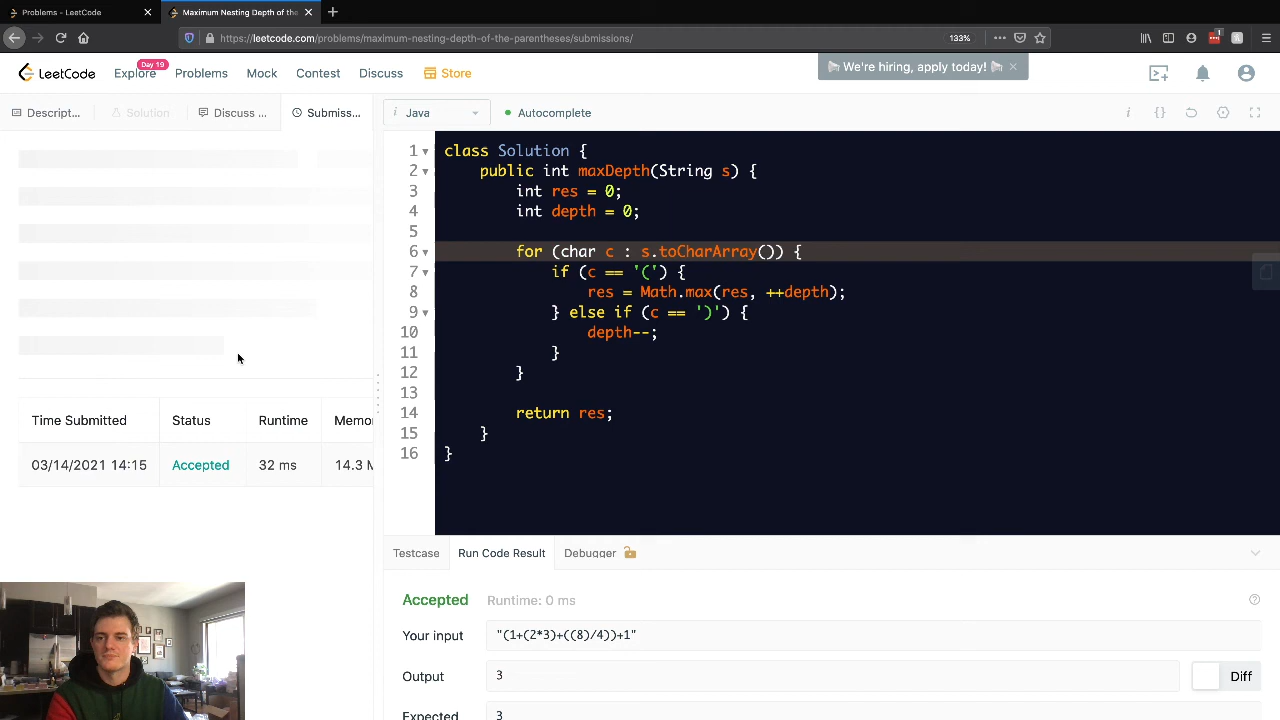 Problems - LeetCode
Maximum Nesting Depth of the
https://leetcode.com/problems/maximum-nesting-depth-of-the-parentheses/submissions/
133%
1
LeetCode
Day 19
Explore
Problems
Mock
Contest
Discuss
Store
We're hiring, apply today!
Descript...
Solution
Discuss ...
Submiss...
i Java
Autocomplete
1 class Solution {
2 public int maxDepth(String s) {
3 int res = 0;
4 int depth = 0;
5
6 for (char c : s.toCharArray()) {
7 if (c == '(') {
8 res = Math.max(res, ++depth);
9 } else if (c == ')') {
10 depth--;
11 }
12 }
13
14 return res;
15 }
16 }
Time Submitted Status Runtime Memor
03/14/2021 14:15 Accepted 32 ms 14.3 M
Testcase
Run Code Result
Debugger
Accepted Runtime: 0 ms
Your input "(1+(2*3)+((8)/4))+1"
Output 3
Diff
Expected 3